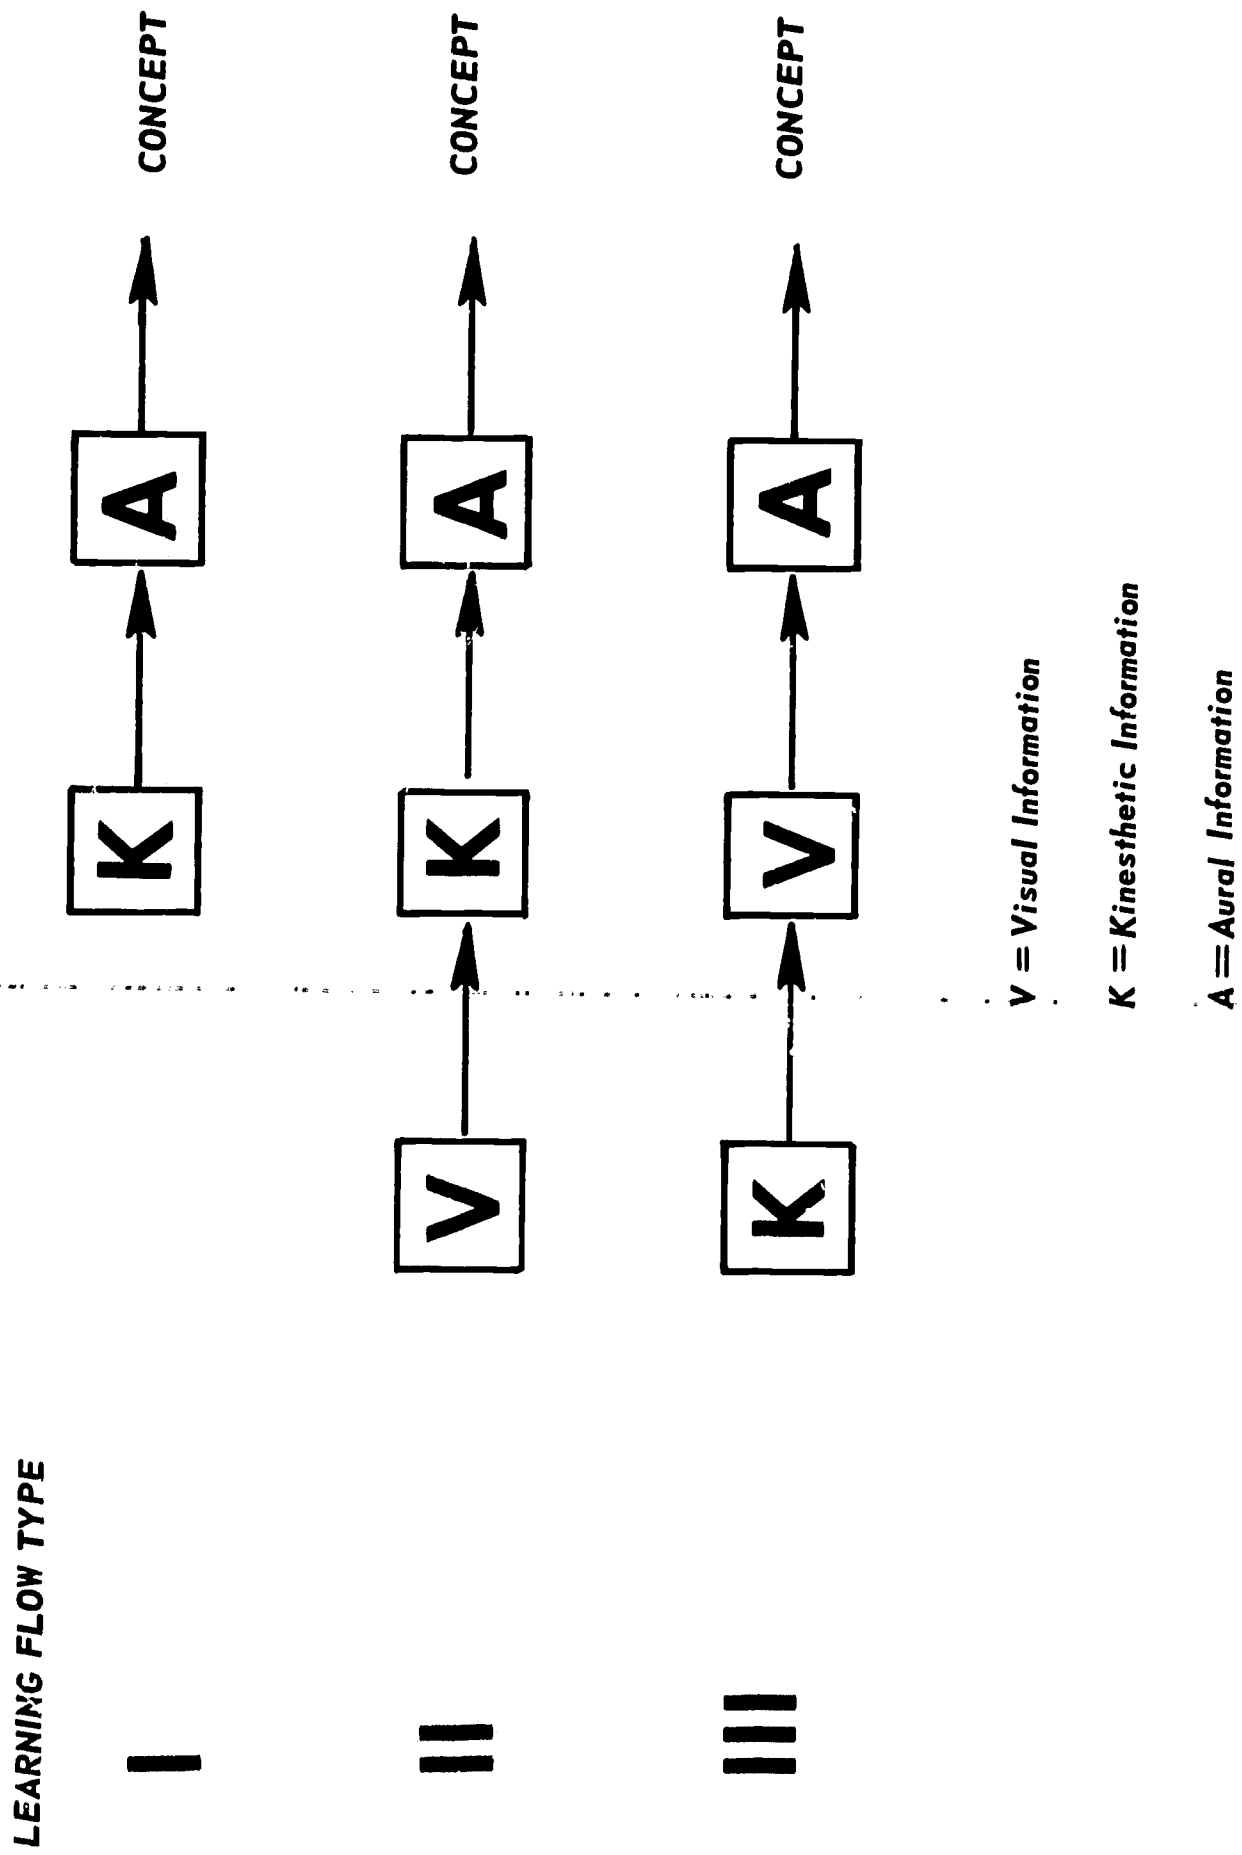 LEARNING FLOW TYPE
I K A CONCEPT
II V K A CONCEPT
III K V A CONCEPT
V = Visual Information
K = Kinesthetic Information
A = Aural Information